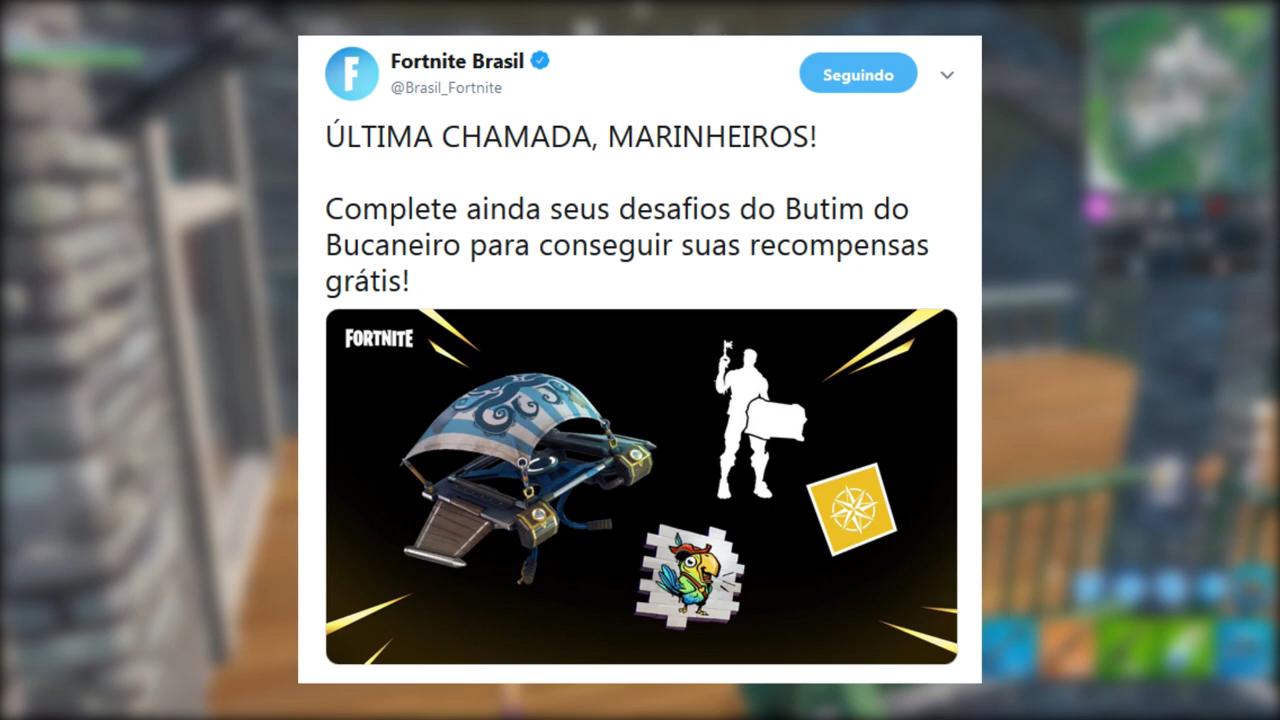 Fortnite Brasil
@Brasil_Fortnite
Seguindo
ÚLTIMA CHAMADA, MARINHEIROS!
Complete ainda seus desafios do Butim do
Bucaneiro para conseguir suas recompensas
grátis!
FORTNITE